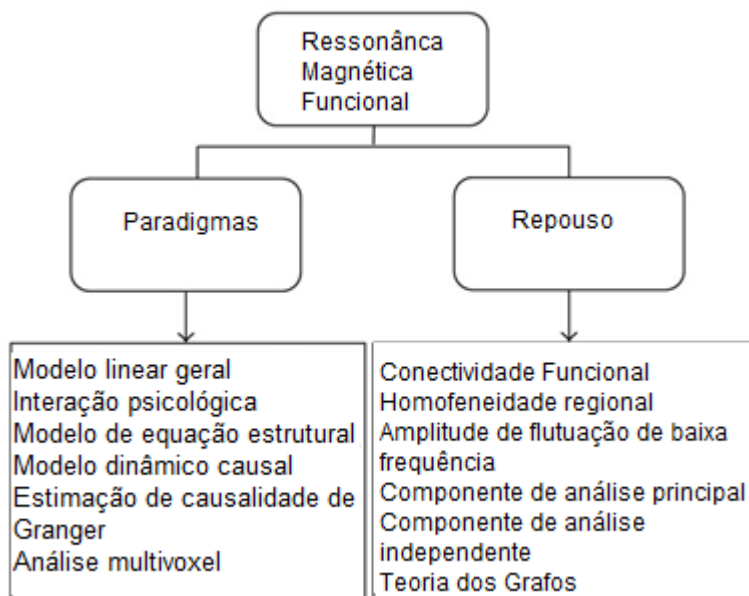 Ressonânca
Magnética
Funcional
Paradigmas
Repouso
Modelo linear geral
Interação psicológica
Modelo de equação estrutural
Modelo dinâmico causal
Estimação de causalidade de
Granger
Análise multivoxel
Conectividade Funcional
Homofeneidade regional
Amplitude de flutuação de baixa
frequência
Componente de análise principal
Componente de análise
independente
Teoria dos Grafos